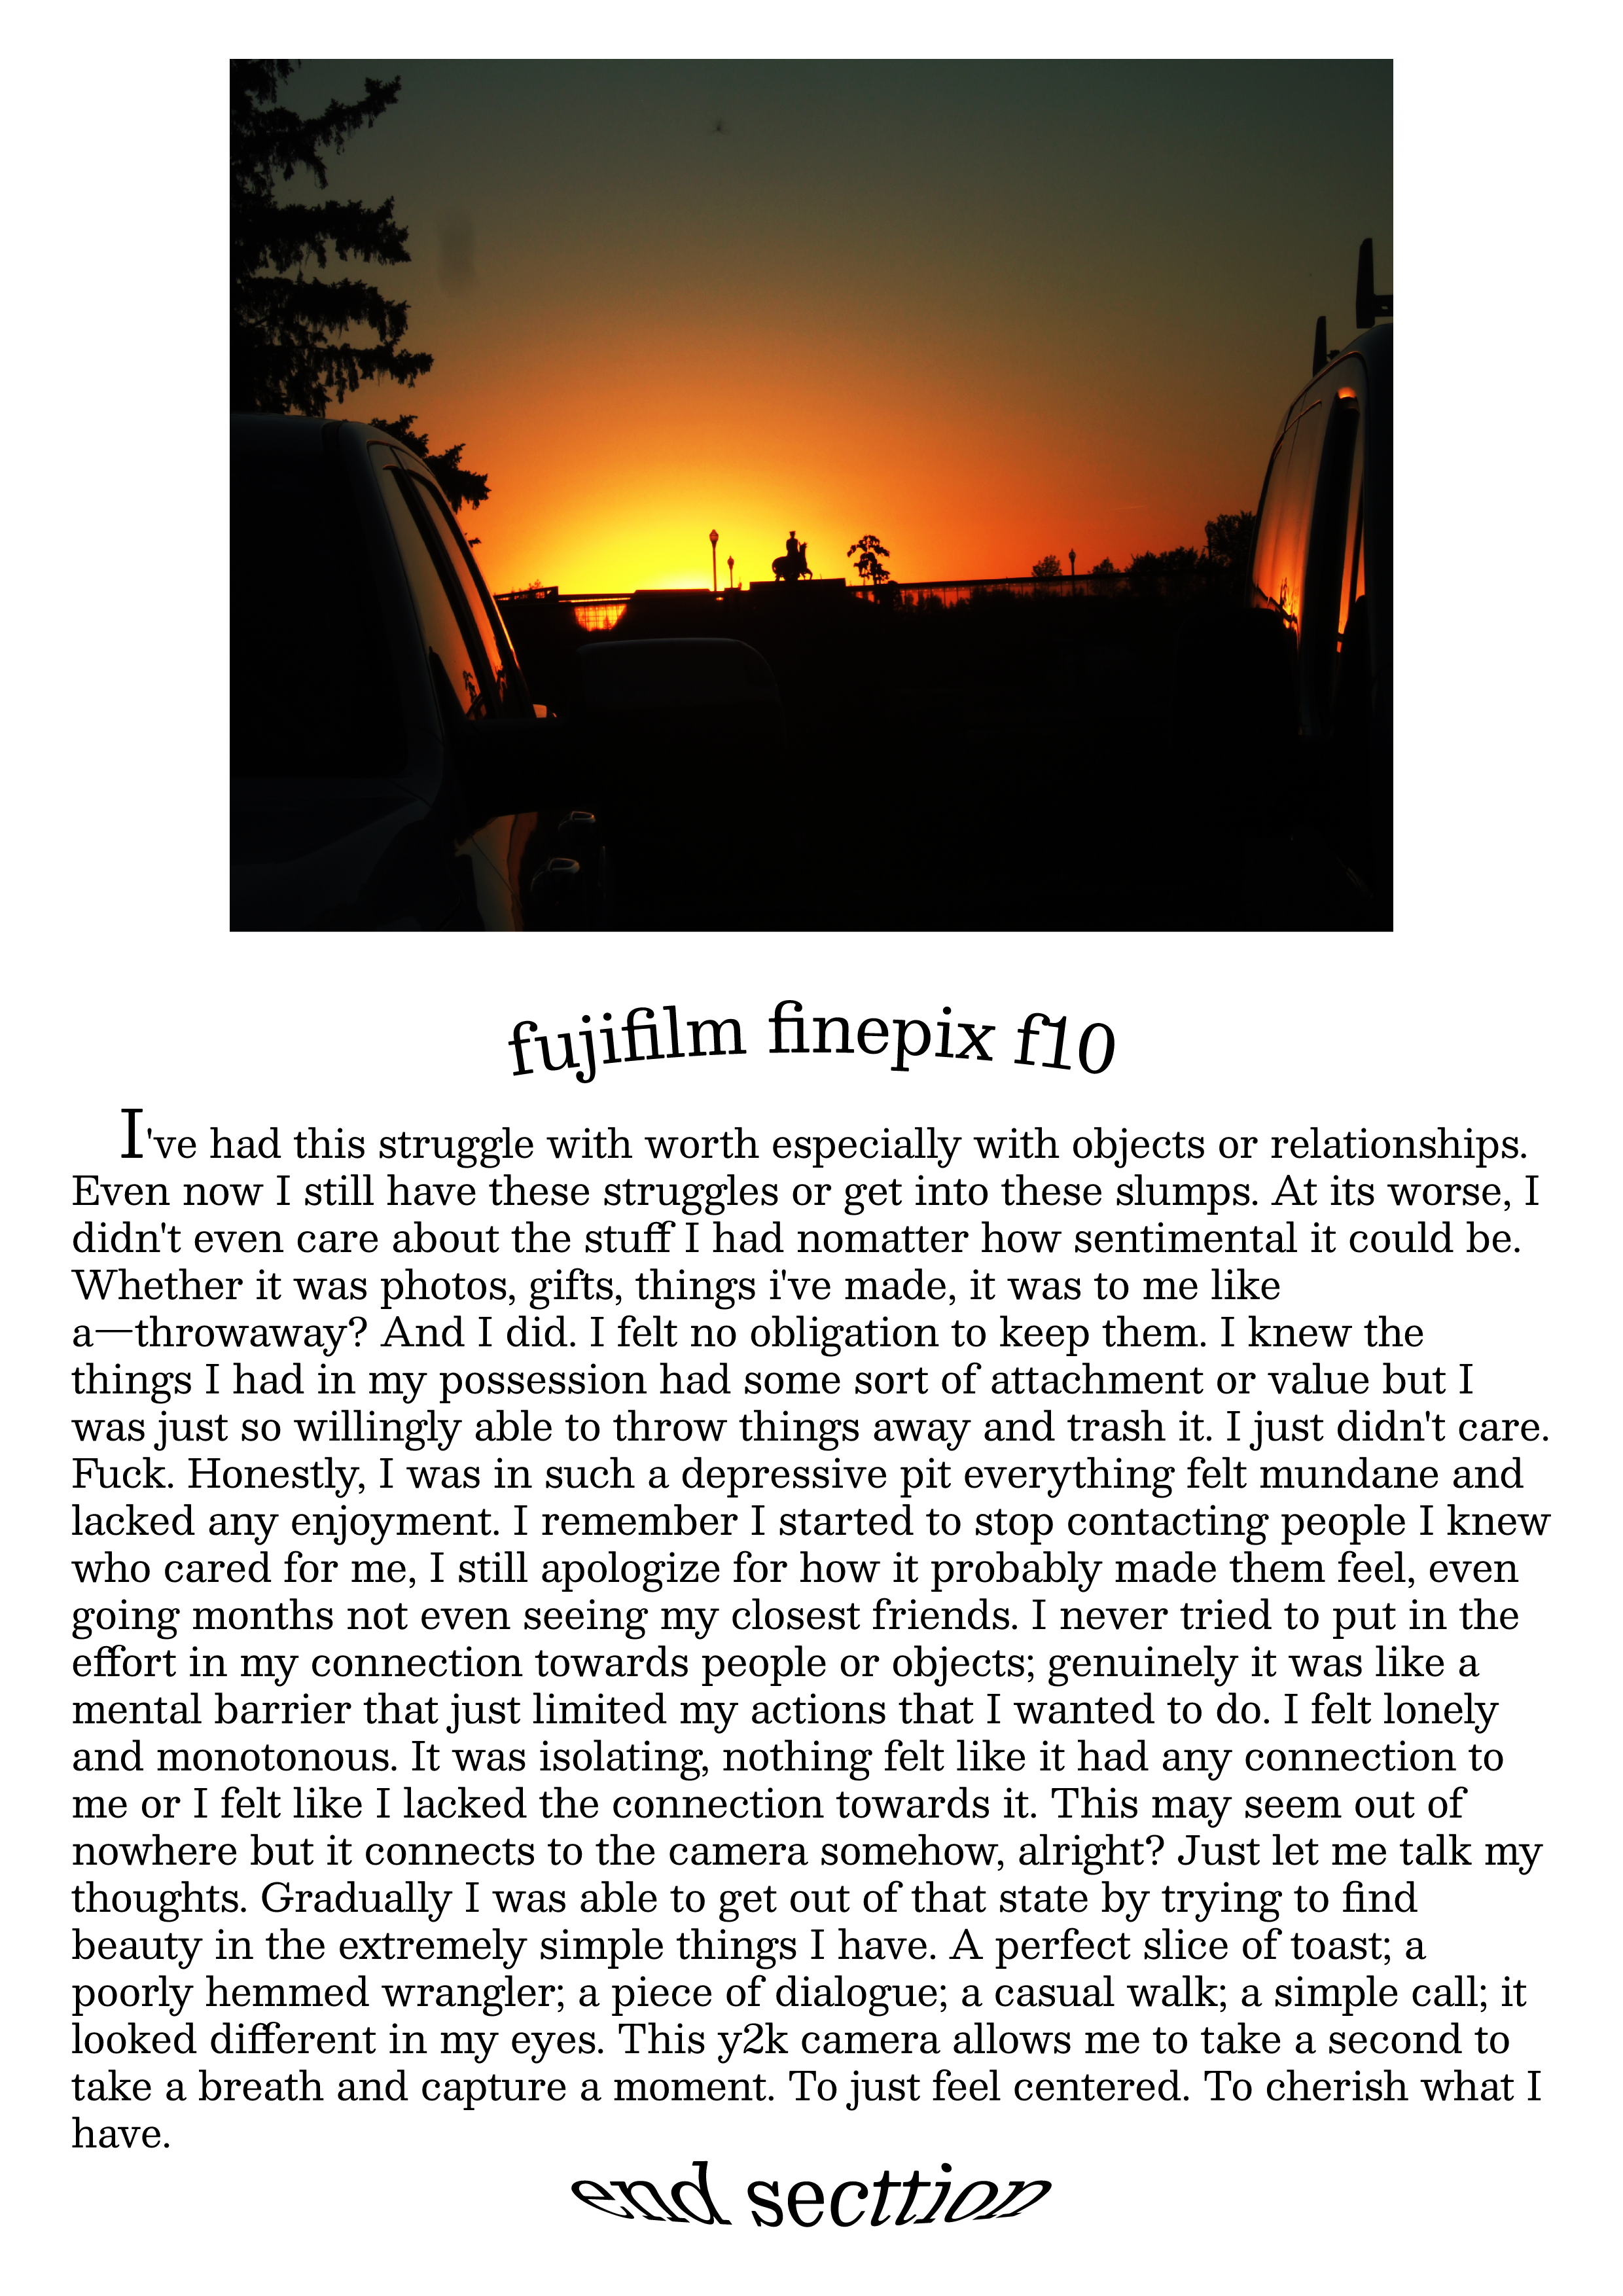 fujifilm finepix f10
I've had this struggle with worth especially with objects or relationships.
Even now I still have these struggles or get into these slumps. At its worse, I
didn't even care about the stuff I had nomatter how sentimental it could be.
Whether it was photos, gifts, things i've made, it was to me like
a—throwaway? And I did. I felt no obligation to keep them. I knew the
things I had in my possession had some sort of attachment or value but I
was just so willingly able to throw things away and trash it. I just didn't care.
Fuck. Honestly, I was in such a depressive pit everything felt mundane and
lacked any enjoyment. I remember I started to stop contacting people I knew
who cared for me, I still apologize for how it probably made them feel, even
going months not even seeing my closest friends. I never tried to put in the
effort in my connection towards people or objects; genuinely it was like a
mental barrier that just limited my actions that I wanted to do. I felt lonely
and monotonous. It was isolating, nothing felt like it had any connection to
me or I felt like I lacked the connection towards it. This may seem out of
nowhere but it connects to the camera somehow, alright? Just let me talk my
thoughts. Gradually I was able to get out of that state by trying to find
beauty in the extremely simple things I have. A perfect slice of toast; a
poorly hemmed wrangler; a piece of dialogue; a casual walk; a simple call; it
looked different in my eyes. This y2k camera allows me to take a second to
take a breath and capture a moment. To just feel centered. To cherish what I
have.
end secttion